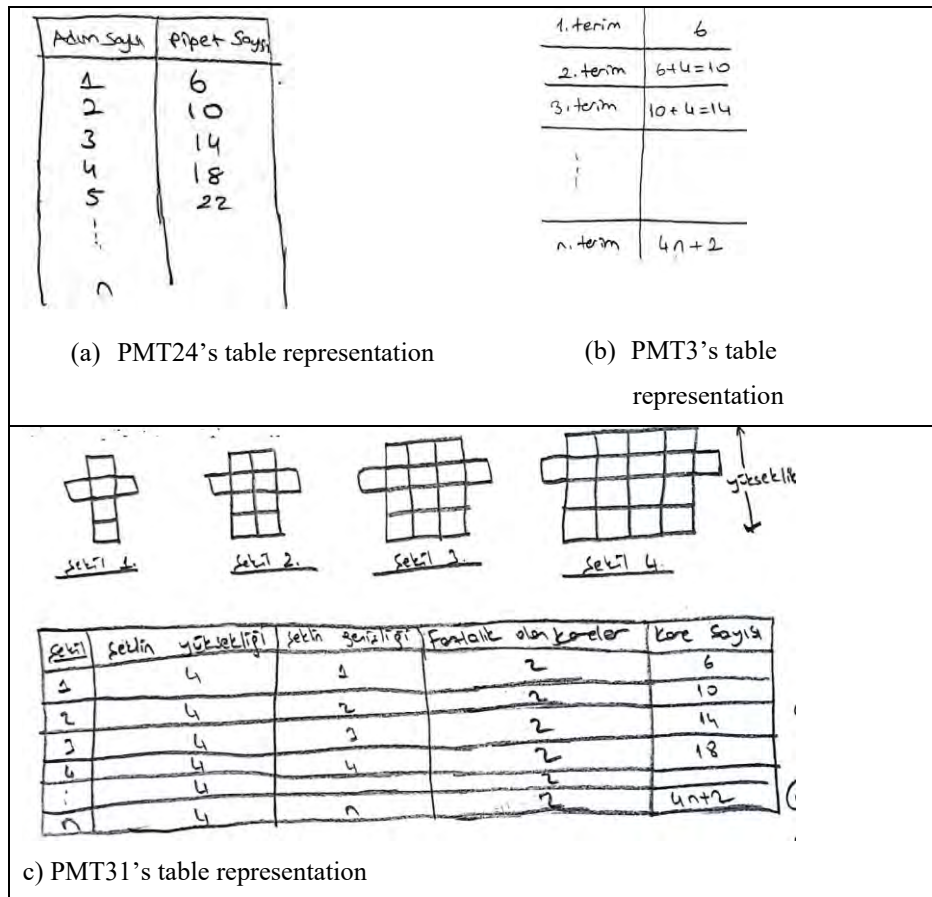 Adım Sayısı Pipet Sayısı
1 6
2 10
3 14
4 18
5 22
n
(a) PMT24's table representation
1. terim 6
2. terim 6+4=10
3. terim 10+4=14
n. terim 4n+2
(b) PMT3's table
representation
yükseklik
Şekil 1. Şekil 2. Şekil 3. Şekil 4.
Şekil Şeklin yüksekliği Şeklin genişliği Fazlalık olan kareler Kare Sayısı
1 4 1 2 6
2 4 2 2 10
3 4 3 2 14
4 4 4 2 18
4 2
n 4 n 2 4n+2
c) PMT31's table representation